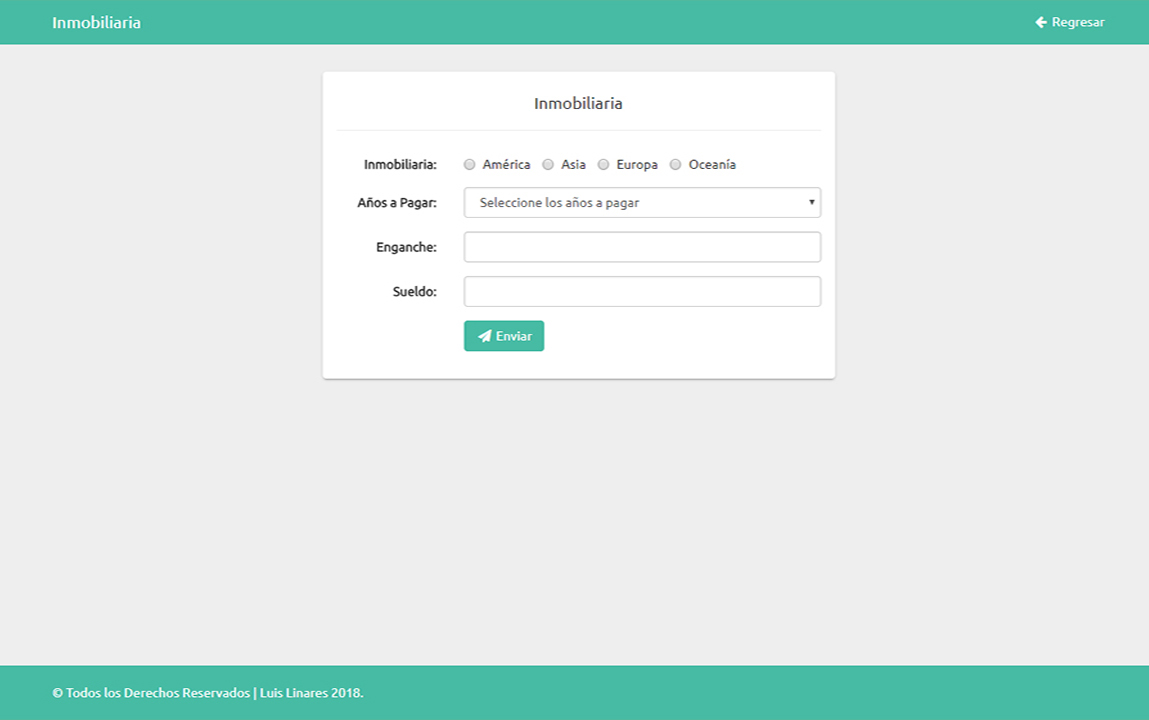 Inmobiliaria
Regresar
Inmobiliaria
Inmobiliaria: América Asia Europa Oceanía
Años a Pagar: Seleccione los años a pagar
Enganche:
Sueldo:
Enviar
© Todos los Derechos Reservados | Luis Linares 2018.